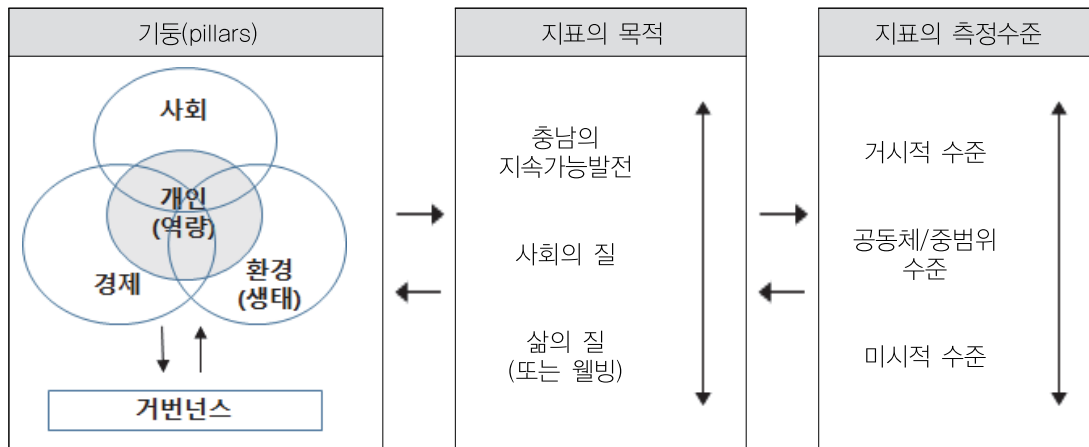 기둥(pillars)
사회
개인
(역량)
경제
환경
(생태)
거번넌스
지표의 목적
충남의
지속가능발전
사회의 질
삶의 질
(또는 웰빙)
지표의 측정수준
거시적 수준
공동체/중범위
수준
미시적 수준